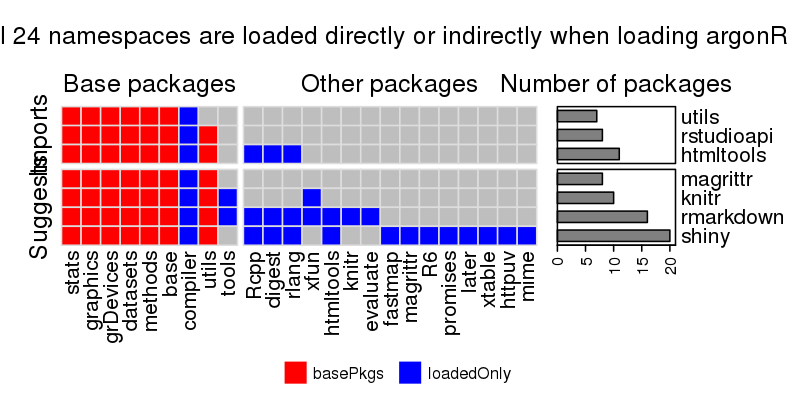 l 24 namespaces are loaded directly or indirectly when loading argonR
Base packages
Other packages
Number of packages
Imports
Suggests
utils
rstudioapi
htmltools
magrittr
knitr
rmarkdown
shiny
0
5
10
15
20
stats
graphics
grDevices
datasets
methods
base
compiler
utils
tools
Rcpp
digest
rlang
xfun
htmltools
knitr
evaluate
fastmap
magrittr
R6
promises
later
xtable
httpuv
mime
basePkgs
loadedOnly